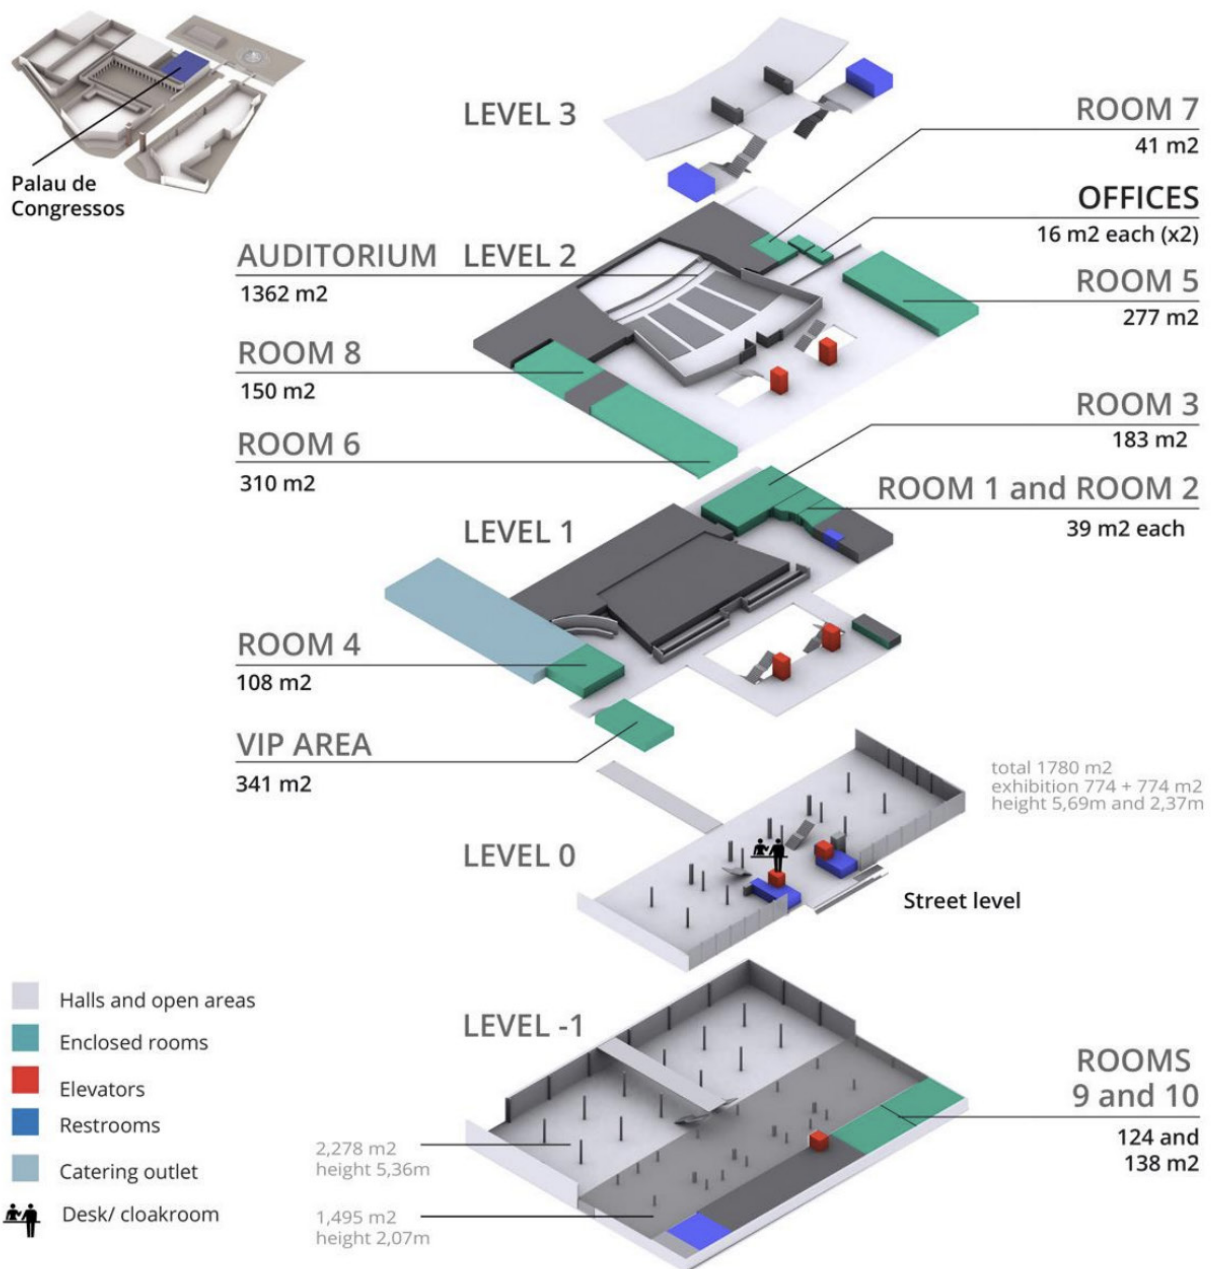 Palau de
Congressos
LEVEL 3
ROOM 7
41 m2
OFFICES
16 m2 each (x2)
AUDITORIUM
1362 m2
LEVEL 2
ROOM 5
277 m2
ROOM 8
150 m2
ROOM 3
183 m2
ROOM 6
310 m2
ROOM 1 and ROOM 2
39 m2 each
LEVEL 1
ROOM 4
108 m2
VIP AREA
341 m2
total 1780 m2
exhibition 774 + 774 m2
height 5,69m and 2,37m
LEVEL 0
Street level
LEVEL -1
ROOMS
9 and 10
124 and
138 m2
2,278 m2
height 5,36m
1,495 m2
height 2,07m
Halls and open areas
Enclosed rooms
Elevators
Restrooms
Catering outlet
Desk/ cloakroom